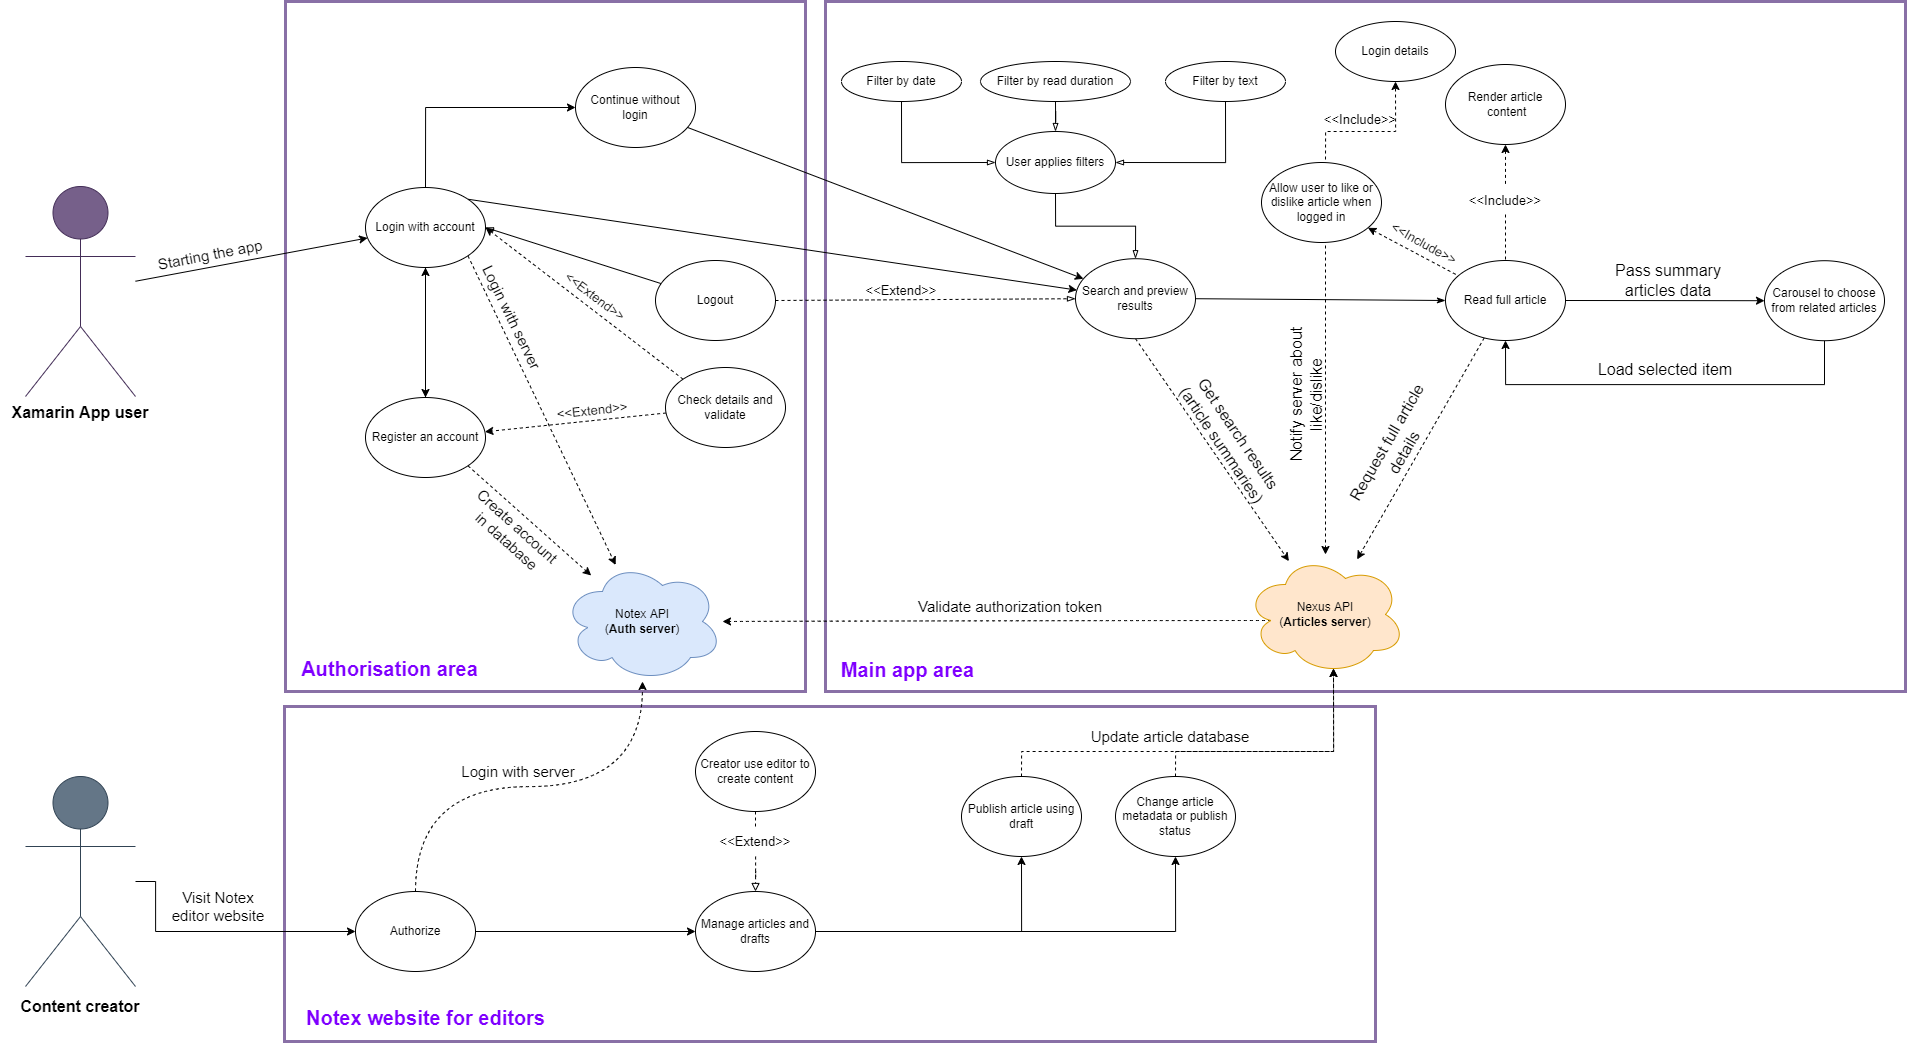 Xamarin App user
Starting the app
Continue without
login
Login with account
Logout
<<Extend>>
<<Extend>>
Check details and
validate
<<Extend>>
Register an account
Login with server
Create account
in database
Notex API
(Auth server)
Authorisation area
Filter by date
Filter by read duration
Filter by text
User applies filters
Login details
<<Include>>
Render article
content
<<Include>>
Allow user to like or
dislike article when
logged in
<<Include>>
Search and preview
results
Read full article
Pass summary
articles data
Carousel to choose
from related articles
Load selected item
Get search results
(article summaries)
Notify server about
like/dislike
Request full article
details
Validate authorization token
Nexus API
(Articles server)
Main app area
Content creator
Visit Notex
editor website
Authorize
Login with server
Creator use editor to
create content
<<Extend>>
Manage articles and
drafts
Publish article using
draft
Change article
metadata or publish
status
Update article database
Notex website for editors